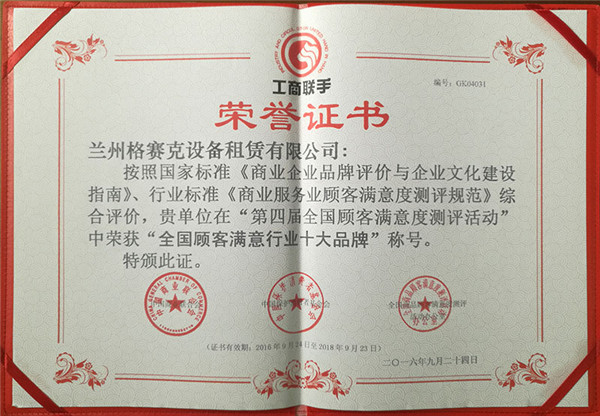 工商联手
编号：GK04031
荣誉证书
兰州格赛克设备租赁有限公司：
按照国家标准《商业企业品牌评价与企业文化建设
指南》、行业标准《商业服务业顾客满意度测评规范》综
合评价，贵单位在“第四届全国顾客满意度测评活动”
中荣获“全国顾客满意行业十大品牌”称号。
特颁此证。
（证书有效期：2016年9月24日至2018年9月23日）
二〇一六年九月二十四日